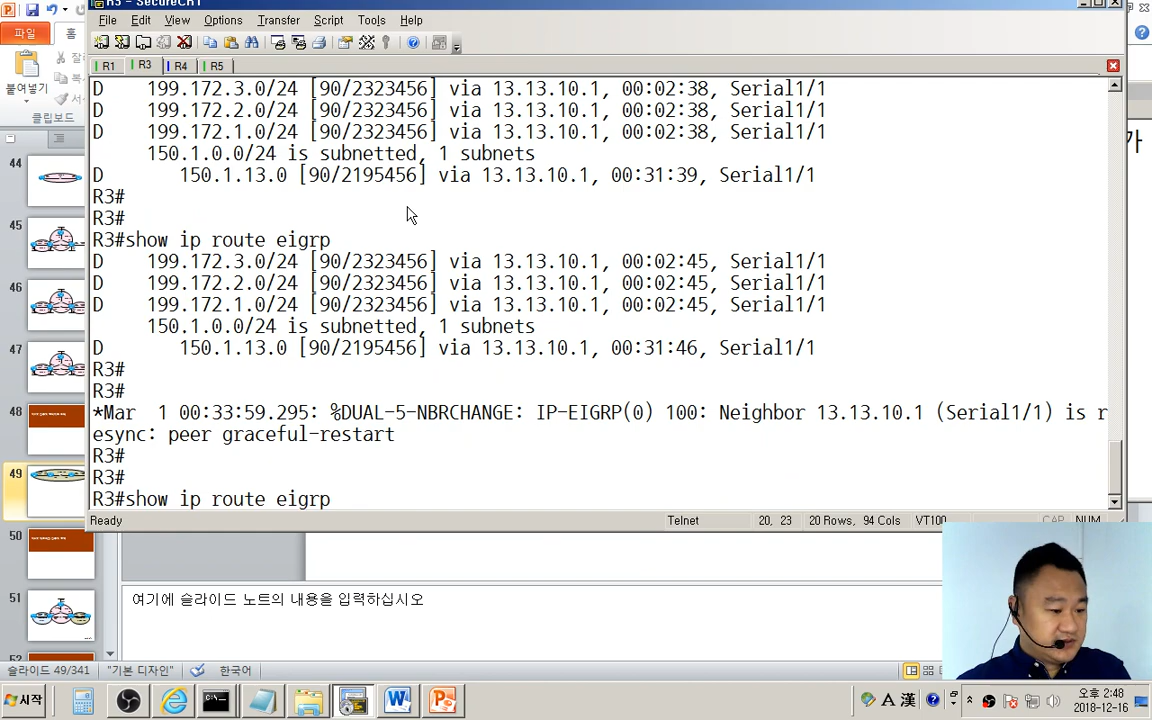 R3 - SecureCRT
File Edit View Options Transfer Script Tools Help
파일 홈
붙여넣기
클립보드
R1 R3 R4 R5
D    199.172.3.0/24 [90/2323456] via 13.13.10.1, 00:02:38, Serial1/1
D    199.172.2.0/24 [90/2323456] via 13.13.10.1, 00:02:38, Serial1/1
D    199.172.1.0/24 [90/2323456] via 13.13.10.1, 00:02:38, Serial1/1
     150.1.0.0/24 is subnetted, 1 subnets
D       150.1.13.0 [90/2195456] via 13.13.10.1, 00:31:39, Serial1/1
R3#
R3#
R3#show ip route eigrp
D    199.172.3.0/24 [90/2323456] via 13.13.10.1, 00:02:45, Serial1/1
D    199.172.2.0/24 [90/2323456] via 13.13.10.1, 00:02:45, Serial1/1
D    199.172.1.0/24 [90/2323456] via 13.13.10.1, 00:02:45, Serial1/1
     150.1.0.0/24 is subnetted, 1 subnets
D       150.1.13.0 [90/2195456] via 13.13.10.1, 00:31:46, Serial1/1
R3#
R3#
*Mar  1 00:33:59.295: %DUAL-5-NBRCHANGE: IP-EIGRP(0) 100: Neighbor 13.13.10.1 (Serial1/1) is r
esync: peer graceful-restart
R3#
R3#
R3#show ip route eigrp
Ready Telnet 20, 23 20 Rows, 94 Cols VT100 CAP NUM
가
44
45
46
47
48
49
50
51
52
여기에 슬라이드 노트의 내용을 입력하십시오
슬라이드 49/341 "기본 디자인" 한국어
시작
A 漢
오후 2:48
2018-12-16